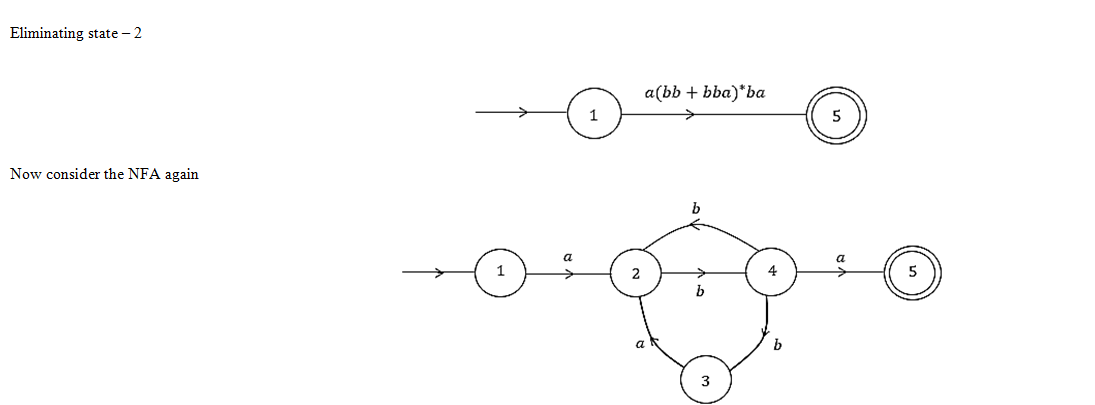 Eliminating state – 2
a(bb + bba)*ba
1
5
Now consider the NFA again
b
a
a
1
2
4
5
b
a
b
3